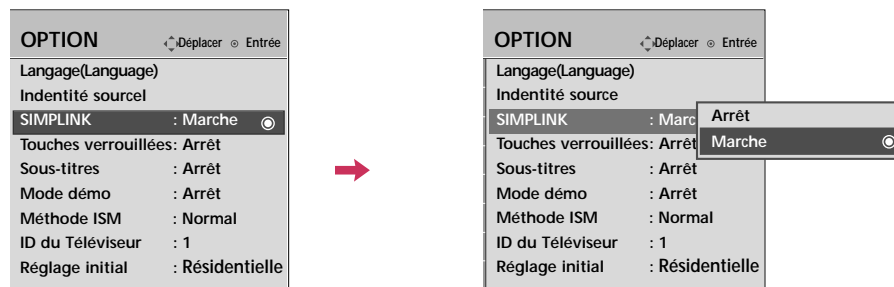 OPTION Déplacer Entrée
Langage(Language)
Indentité sourcel
SIMPLINK : Marche
Touches verrouillées: Arrêt
Sous-titres : Arrêt
Mode démo : Arrêt
Méthode ISM : Normal
ID du Téléviseur : 1
Réglage initial : Résidentielle
OPTION Déplacer Entrée
Langage(Language)
Indentité source
SIMPLINK : Marc
Touches verrouillées: Arrêt
Sous-titres : Arrêt
Mode démo : Arrêt
Méthode ISM : Normal
ID du Téléviseur : 1
Réglage initial : Résidentielle
Arrêt
Marche